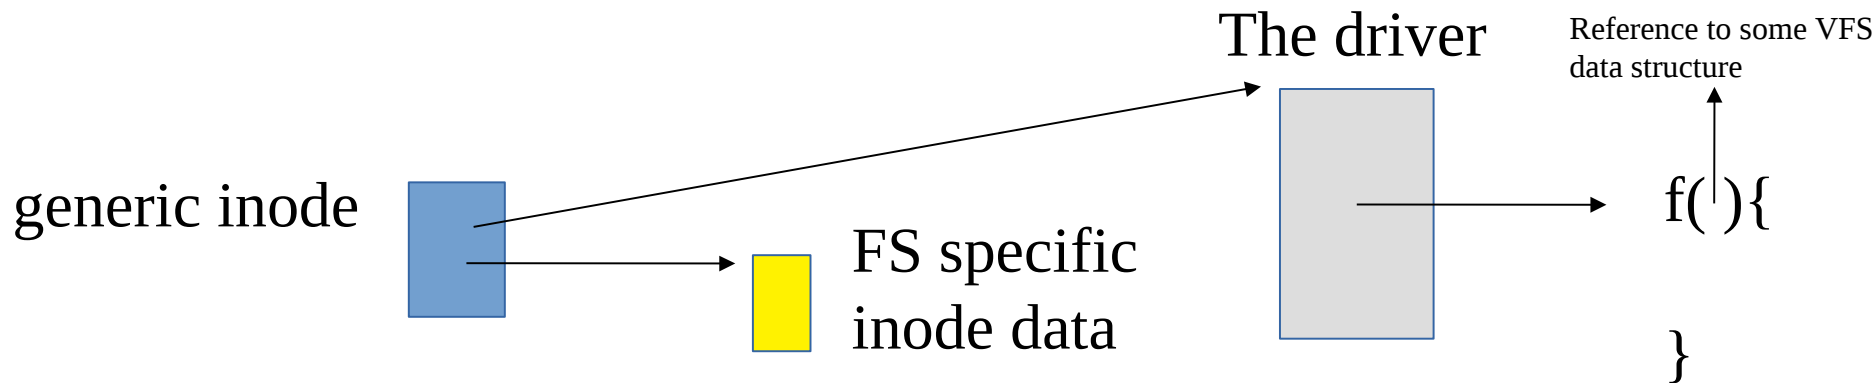 The driver
Reference to some VFS
data structure
generic inode
FS specific
inode data
f( ){
}